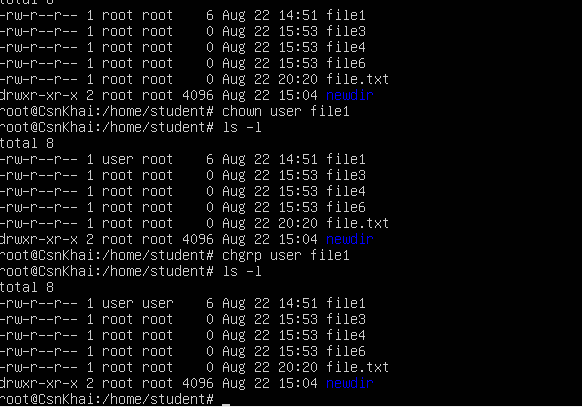 total 8
-rw-r--r-- 1 root root    6 Aug 22 14:51 file1
-rw-r--r-- 1 root root    0 Aug 22 15:53 file3
-rw-r--r-- 1 root root    0 Aug 22 15:53 file4
-rw-r--r-- 1 root root    0 Aug 22 15:53 file6
-rw-r--r-- 1 root root    0 Aug 22 20:20 file.txt
drwxr-xr-x 2 root root 4096 Aug 22 15:04 newdir
root@CsnKhai:/home/student# chown user file1
root@CsnKhai:/home/student# ls -l
total 8
-rw-r--r-- 1 user root    6 Aug 22 14:51 file1
-rw-r--r-- 1 root root    0 Aug 22 15:53 file3
-rw-r--r-- 1 root root    0 Aug 22 15:53 file4
-rw-r--r-- 1 root root    0 Aug 22 15:53 file6
-rw-r--r-- 1 root root    0 Aug 22 20:20 file.txt
drwxr-xr-x 2 root root 4096 Aug 22 15:04 newdir
root@CsnKhai:/home/student# chgrp user file1
root@CsnKhai:/home/student# ls -l
total 8
-rw-r--r-- 1 user user    6 Aug 22 14:51 file1
-rw-r--r-- 1 root root    0 Aug 22 15:53 file3
-rw-r--r-- 1 root root    0 Aug 22 15:53 file4
-rw-r--r-- 1 root root    0 Aug 22 15:53 file6
-rw-r--r-- 1 root root    0 Aug 22 20:20 file.txt
drwxr-xr-x 2 root root 4096 Aug 22 15:04 newdir
root@CsnKhai:/home/student# _